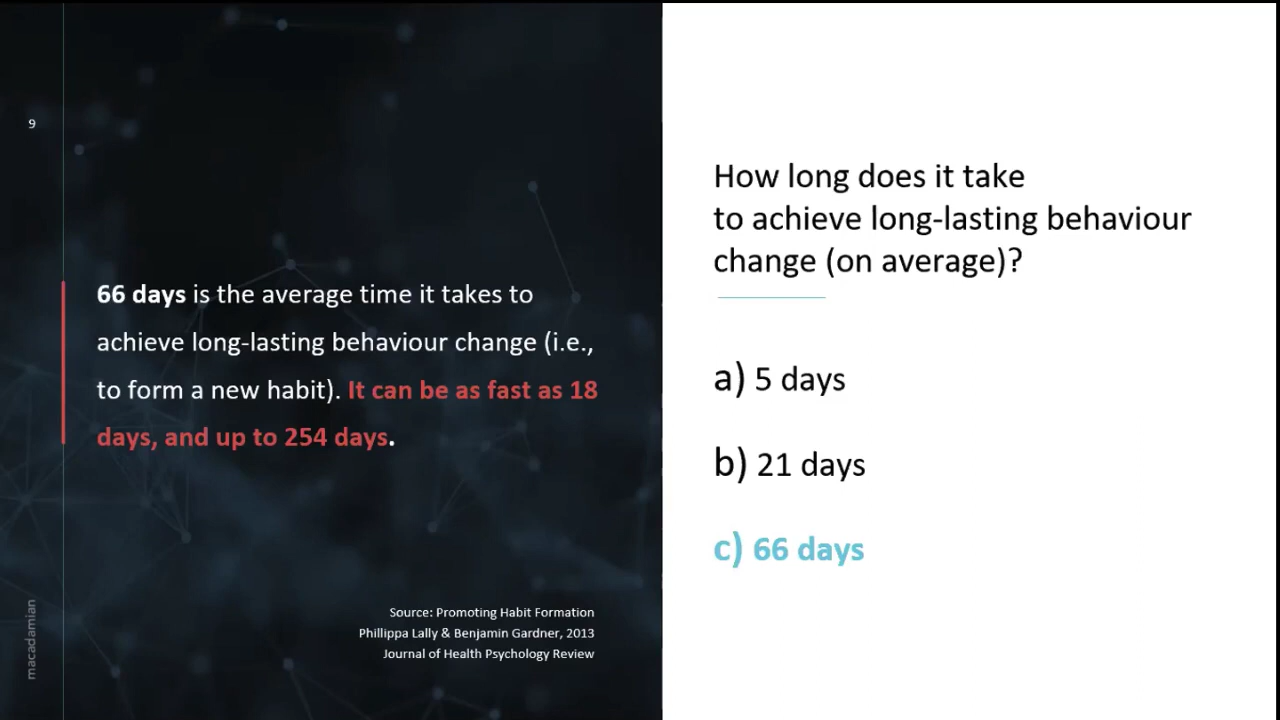 9
66 days is the average time it takes to
achieve long-lasting behaviour change (i.e.,
to form a new habit). It can be as fast as 18
days, and up to 254 days.
Source: Promoting Habit Formation
Phillippa Lally & Benjamin Gardner, 2013
Journal of Health Psychology Review
macadamian
How long does it take
to achieve long-lasting behaviour
change (on average)?
a) 5 days
b) 21 days
c) 66 days